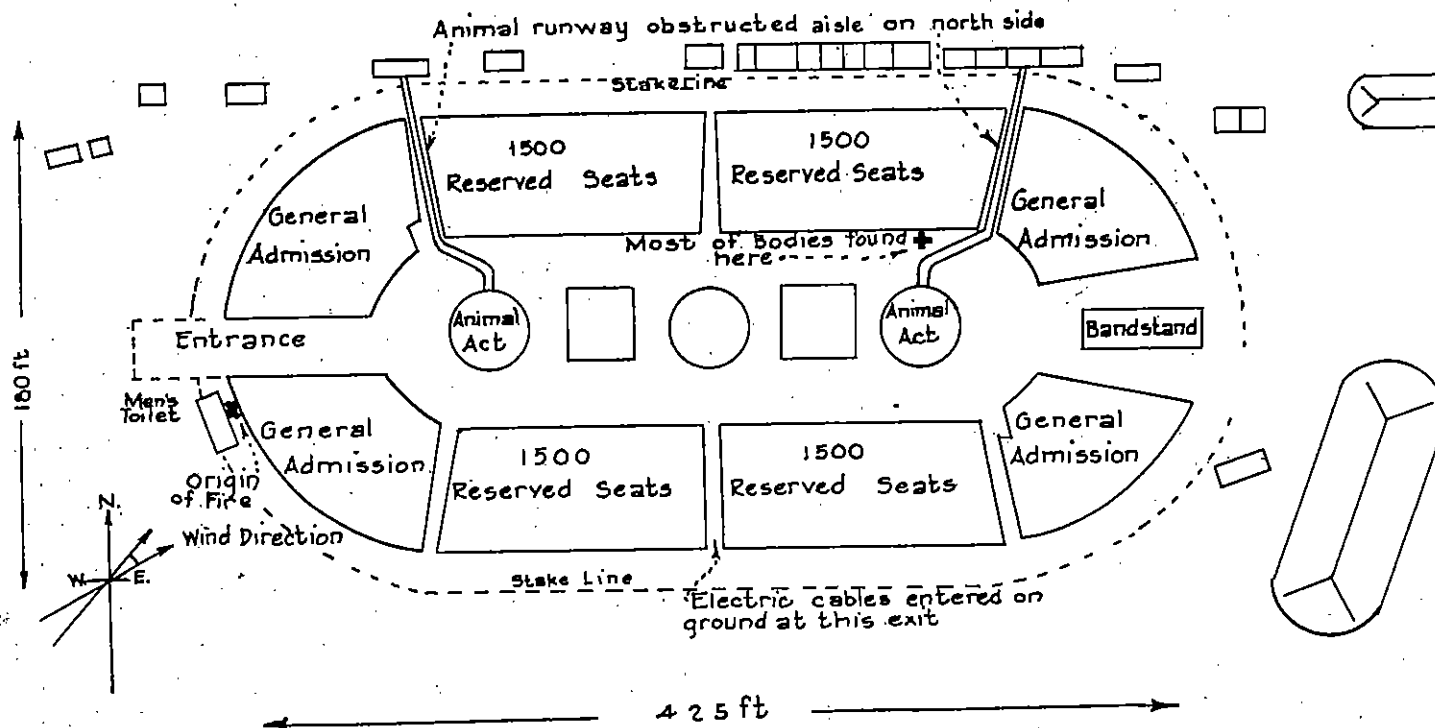 Animal runway obstructed aisle on north side
Stake Line
1500
Reserved Seats
1500
Reserved Seats
General
Admission
General
Admission
Most of Bodies found
here
Entrance
Animal
Act
Animal
Act
Bandstand
180 ft
Men's
Toilet
General
Admission
1500
Reserved Seats
1500
Reserved Seats
General
Admission
Origin
of Fire
N.
Wind Direction
W.
E.
Stake Line
Electric cables entered on
ground at this exit
425 ft